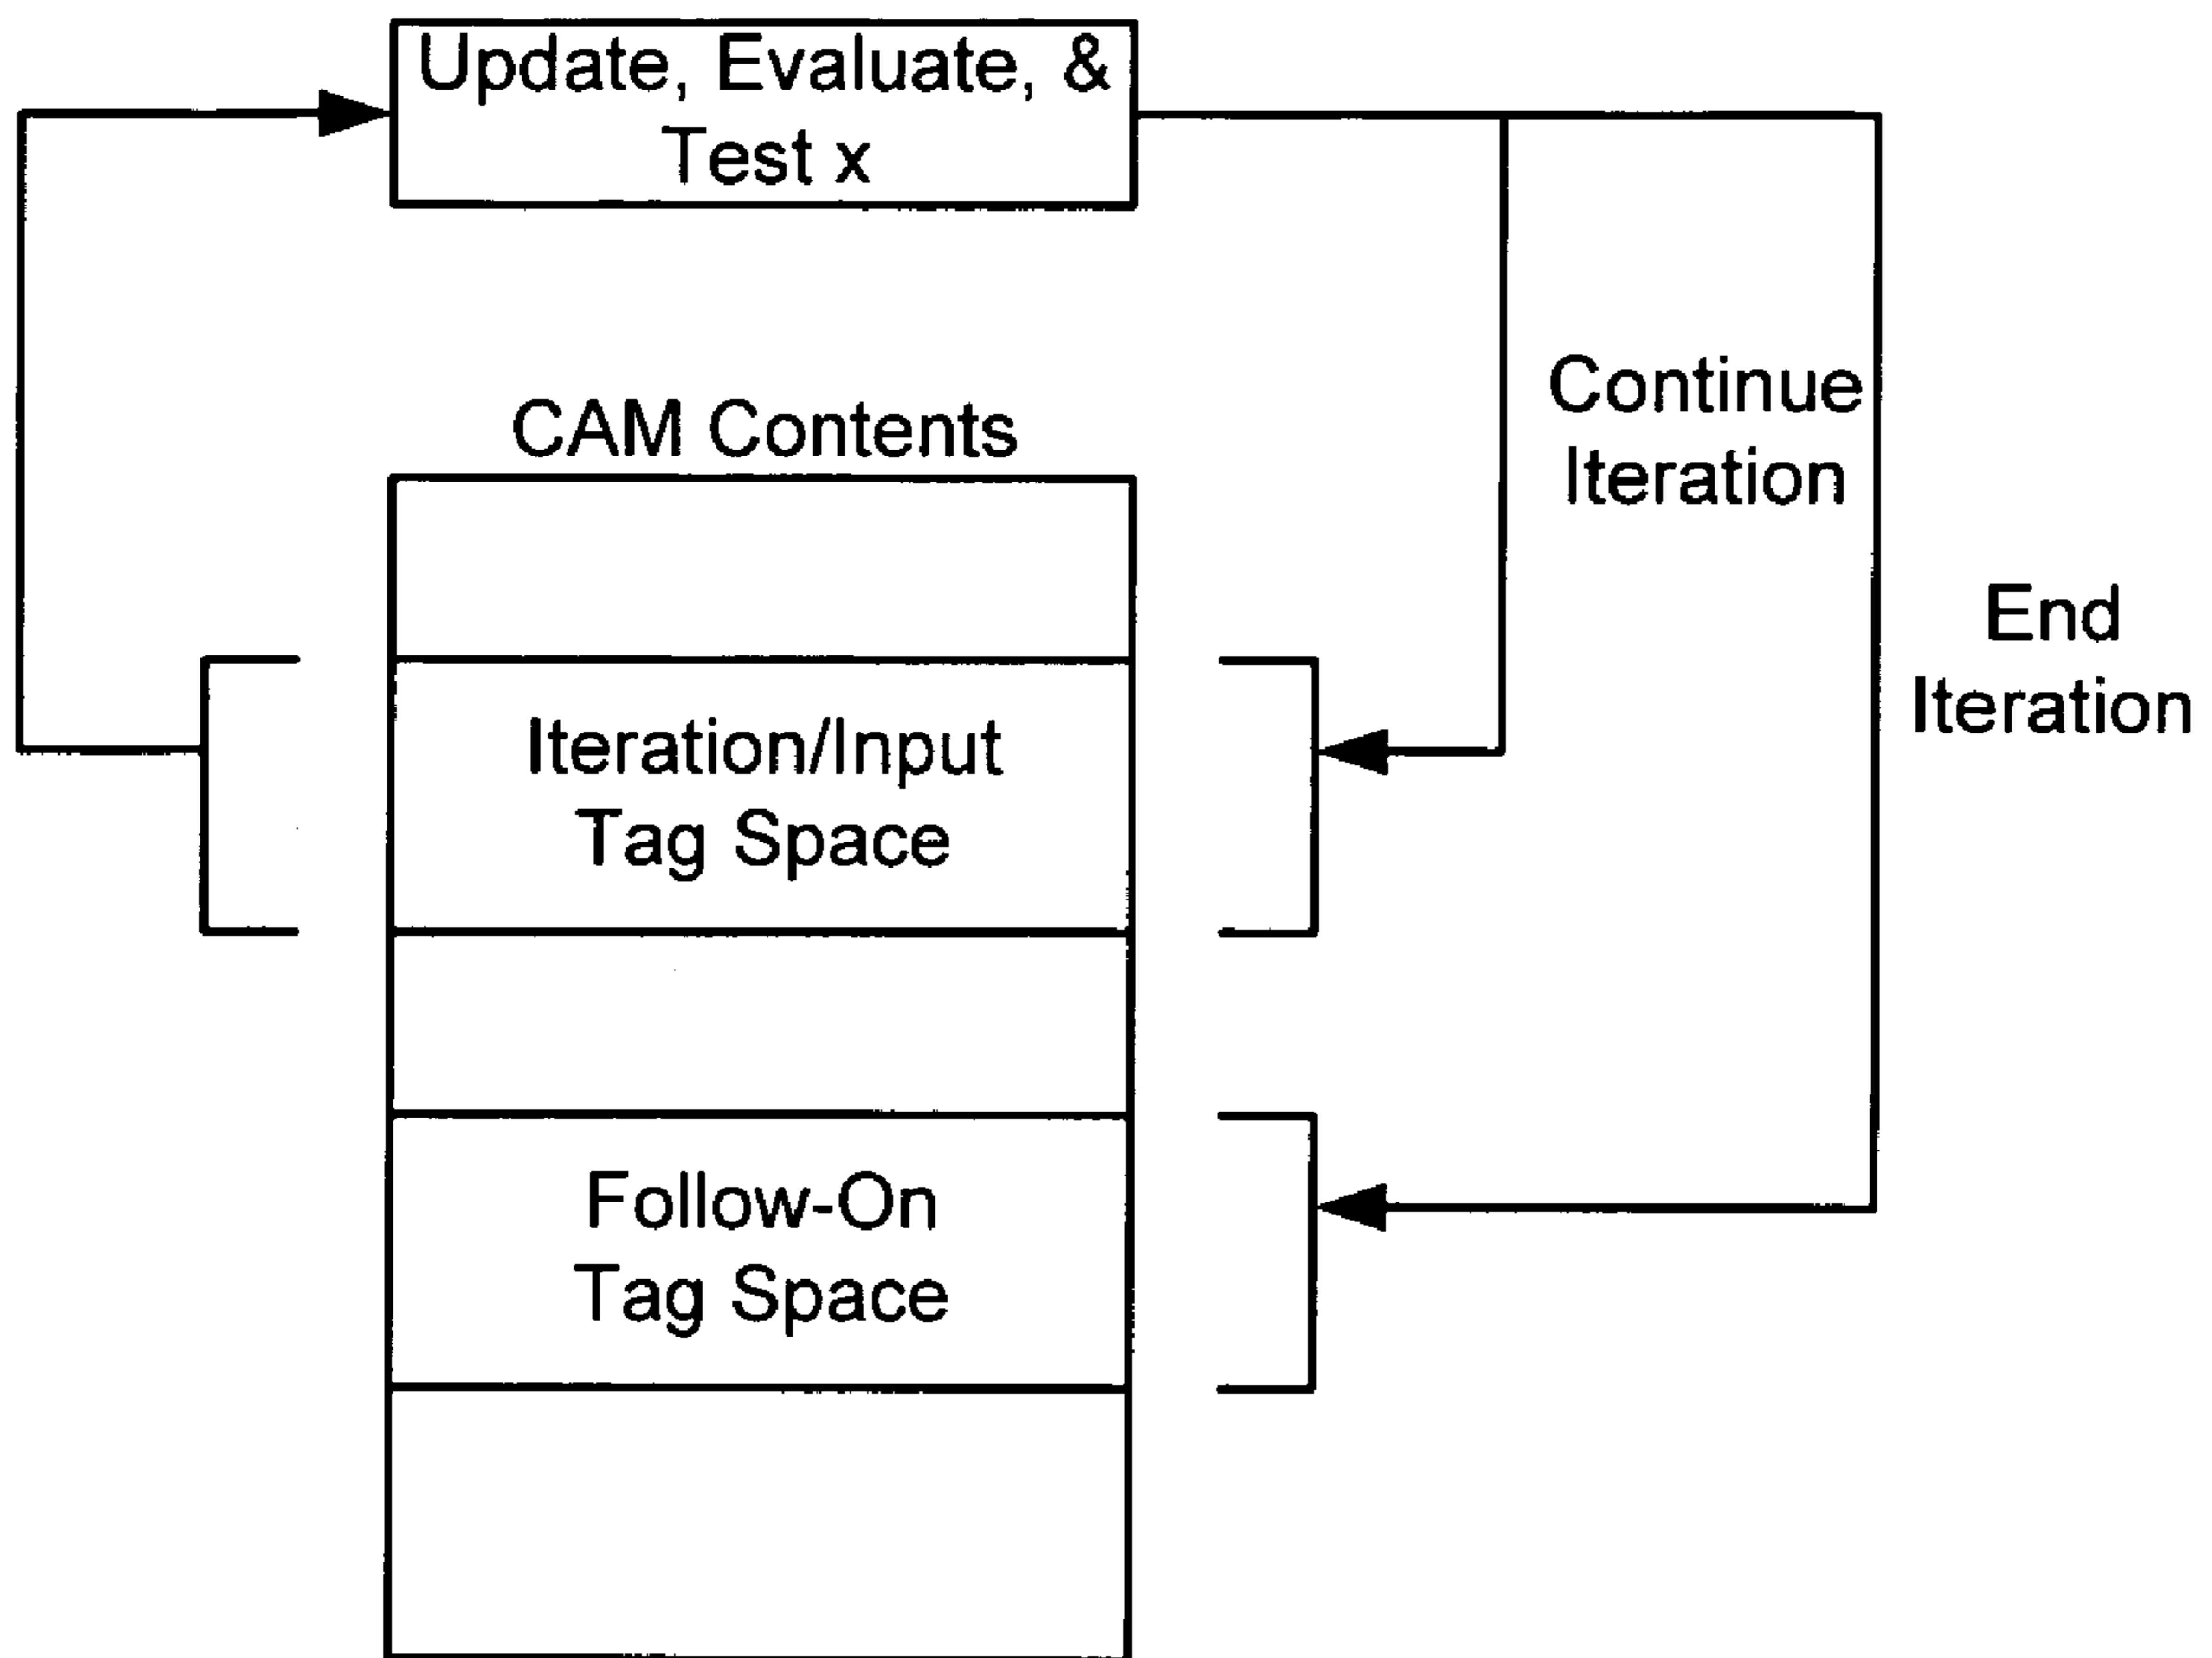 Update, Evaluate, &
Test x
CAM Contents
Continue
Iteration
End
Iteration
Iteration/Input
Tag Space
Follow-On
Tag Space